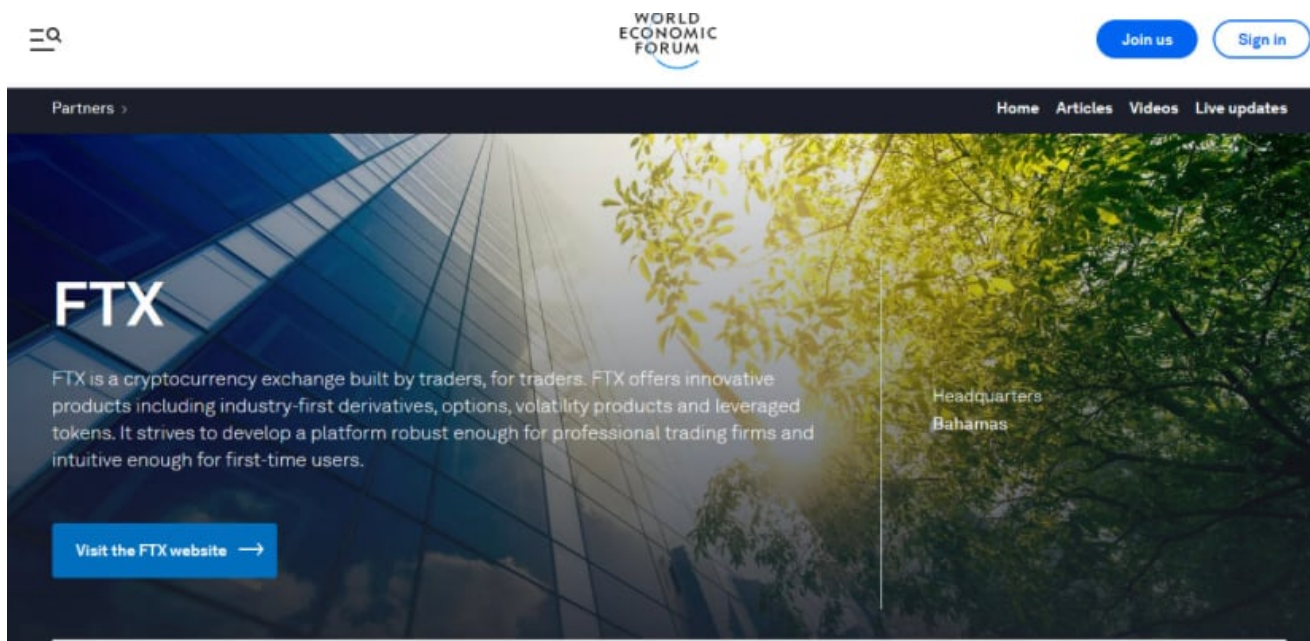 WORLD
ECONOMIC
FORUM
Join us
Sign in
Partners >
Home Articles Videos Live updates
FTX
FTX is a cryptocurrency exchange built by traders, for traders. FTX offers innovative
products including industry-first derivatives, options, volatility products and leveraged
tokens. It strives to develop a platform robust enough for professional trading firms and
intuitive enough for first-time users.
Headquarters
Bahamas
Visit the FTX website →